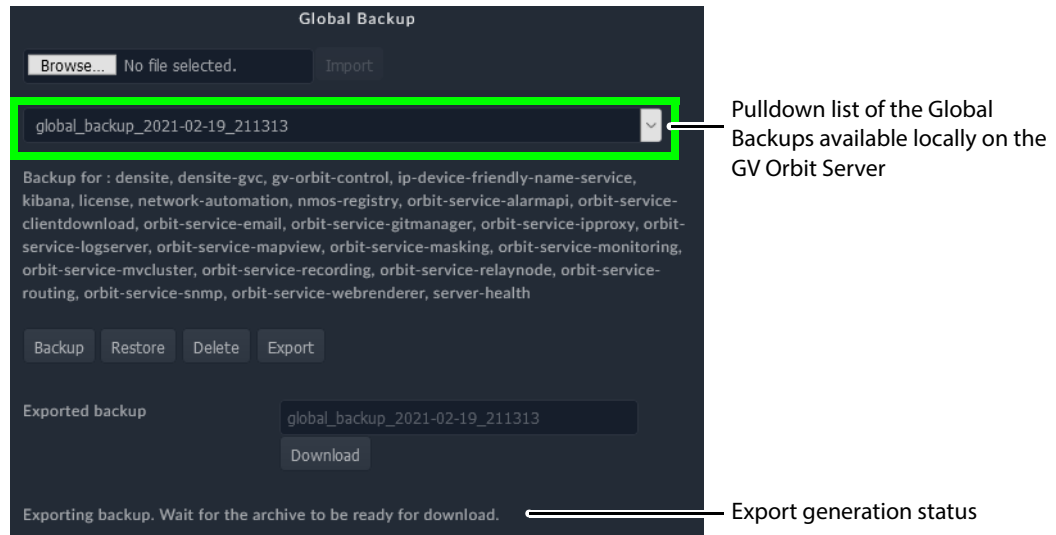 Global Backup
Browse... No file selected. Import
global_backup_2021-02-19_211313
Pulldown list of the Global
Backups available locally on the
GV Orbit Server
Backup for : densite, densite-gvc, gv-orbit-control, ip-device-friendly-name-service,
kibana, license, network-automation, nmos-registry, orbit-service-alarmapi, orbit-service-
clientdownload, orbit-service-email, orbit-service-gitmanager, orbit-service-ipproxy, orbit-
service-logserver, orbit-service-mapview, orbit-service-masking, orbit-service-monitoring,
orbit-service-mvcluster, orbit-service-recording, orbit-service-relaynode, orbit-service-
routing, orbit-service-snmp, orbit-service-webrenderer, server-health
Backup Restore Delete Export
Exported backup global_backup_2021-02-19_211313
Download
Exporting backup. Wait for the archive to be ready for download.
Export generation status